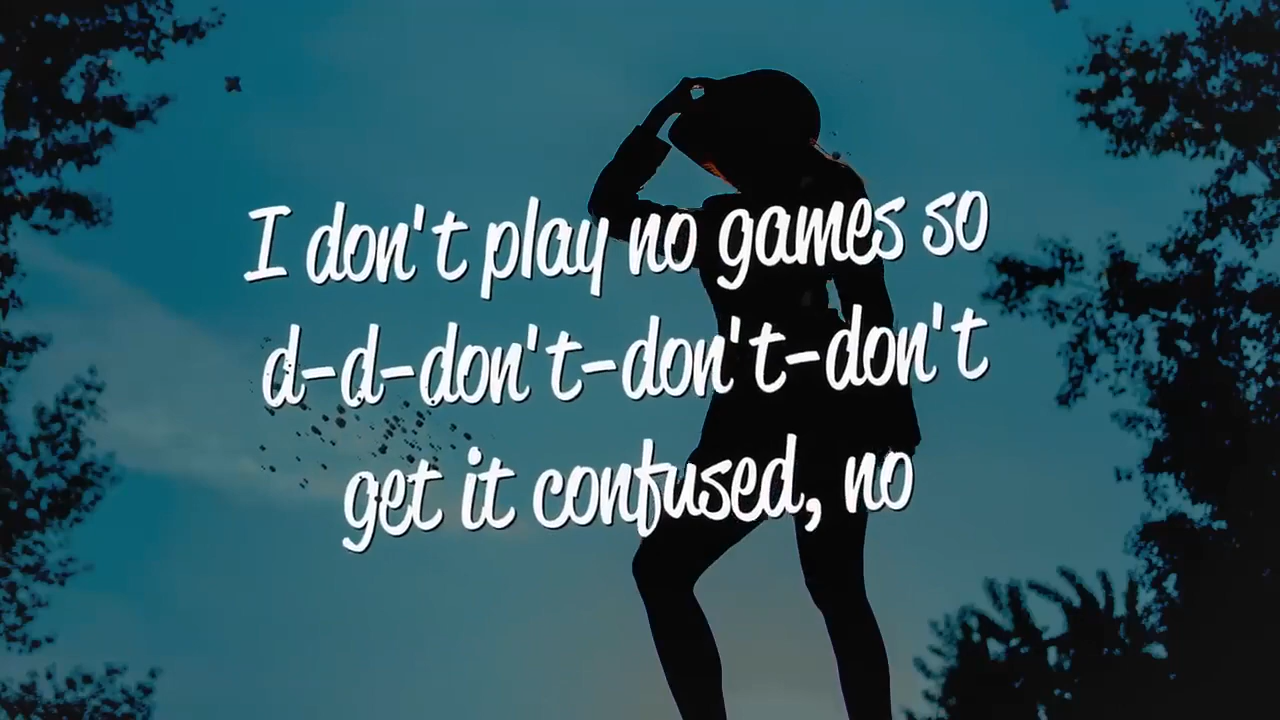 I don't play no games so
d-d-don't-don't-don't
get it confused, no